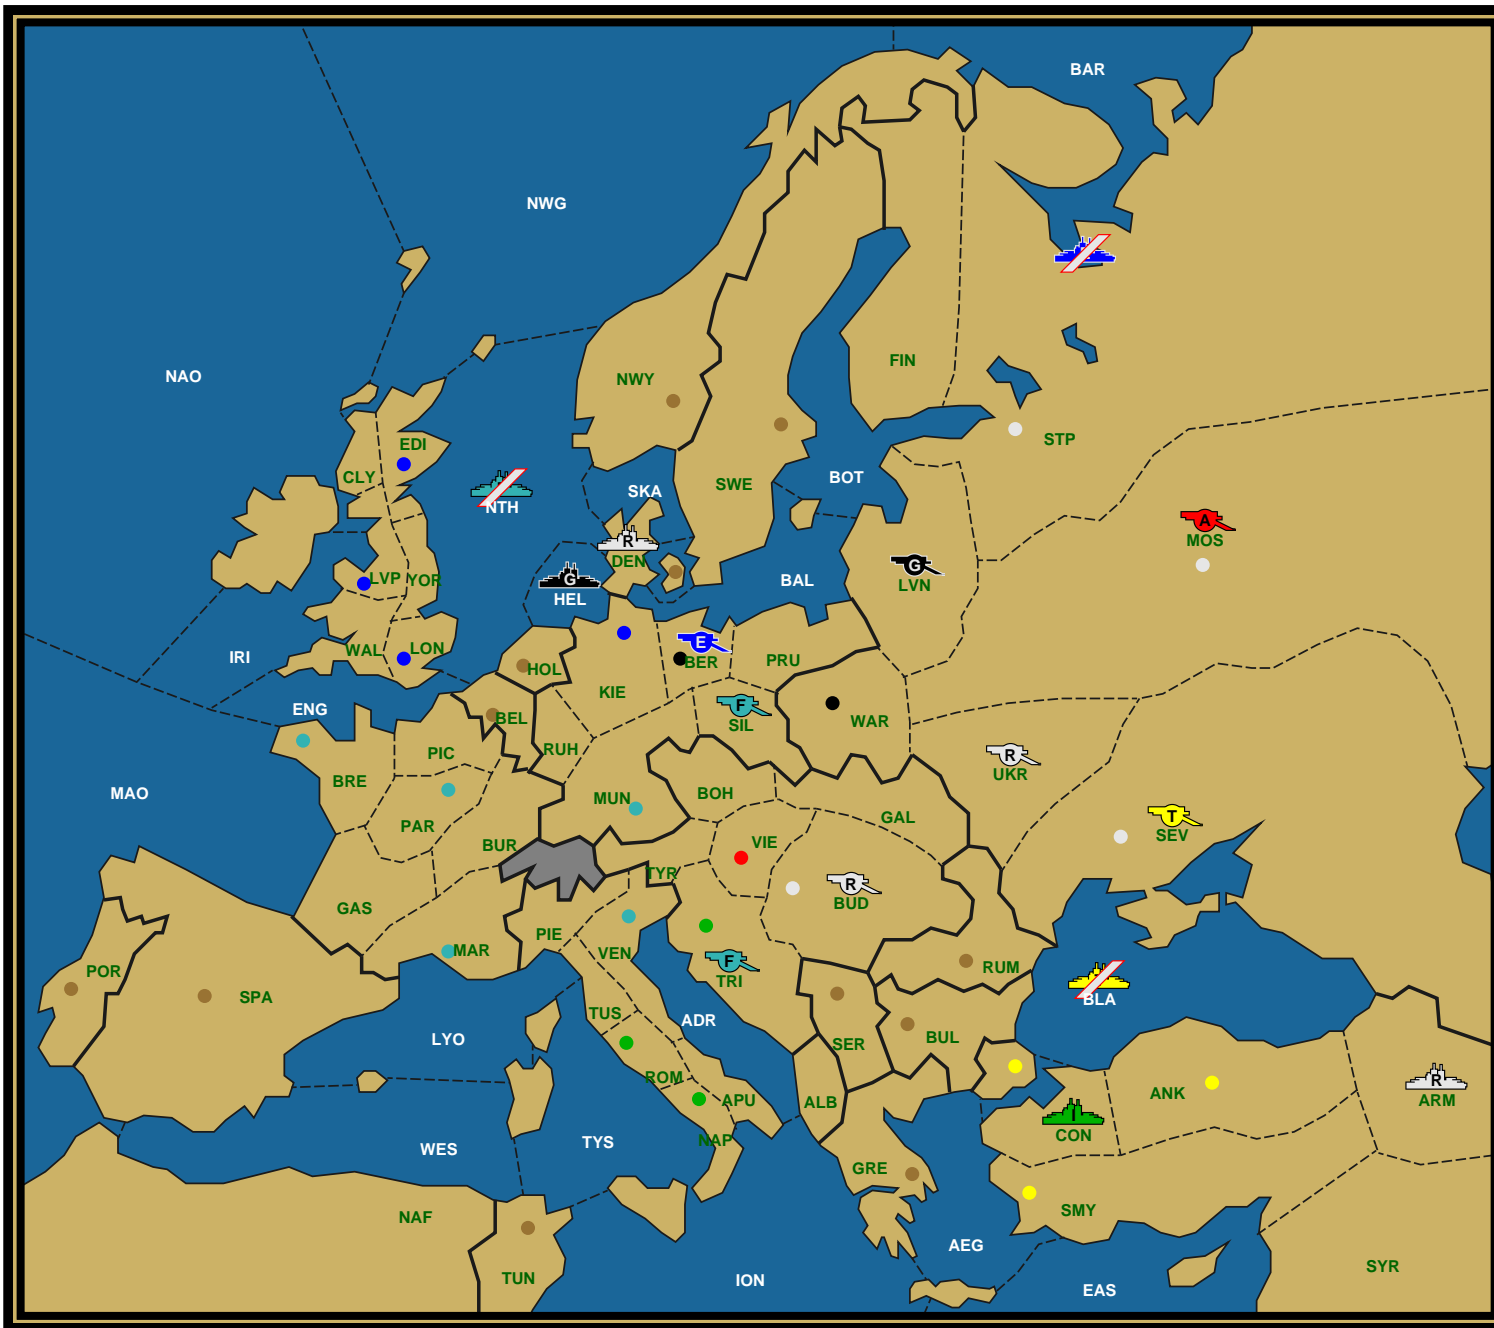 BAR
NWG
NAO
FIN
NWY
STP
EDI
CLY
SWE
BOT
SKA
NTH
A
MOS
R
DEN
G
LVN
G
HEL
BAL
LVP YOR
WAL
LON
IRI
E
BER
PRU
HOL
KIE
ENG
BEL
F
SIL
WAR
PIC
RUH
R
UKR
BRE
MAO
MUN
BOH
GAL
T
SEV
PAR
BUR
VIE
TYR
R
BUD
GAS
PIE
VEN
MAR
POR
SPA
F
TRI
RUM
BLA
TUS
ADR
LYO
SER
BUL
ROM
APU
ALB
I
CON
ANK
R
ARM
WES
TYS
NAP
GRE
SMY
NAF
AEG
TUN
ION
EAS
SYR